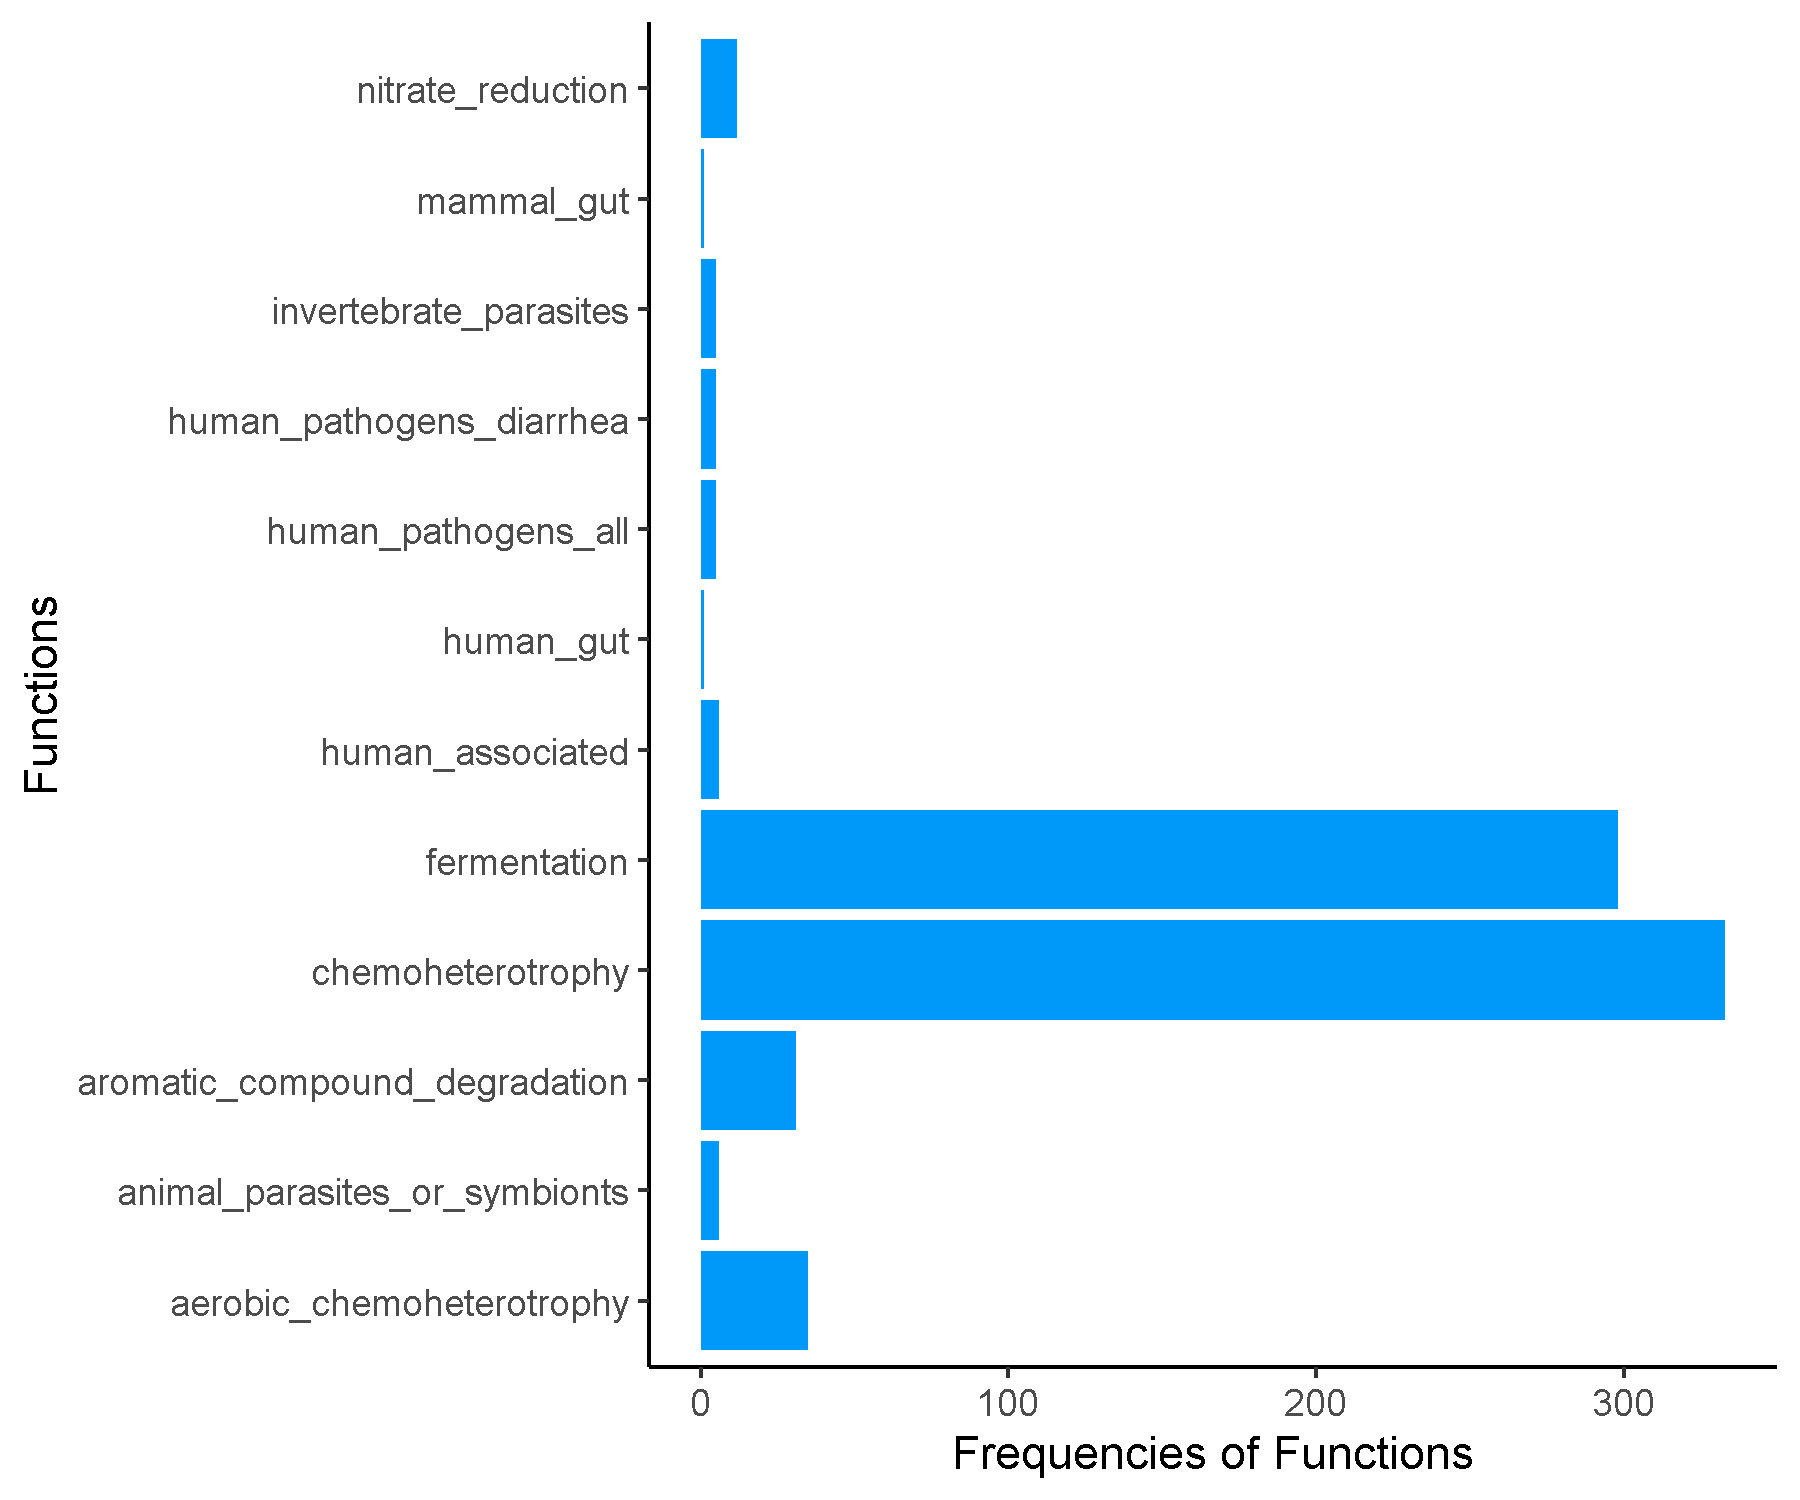 nitrate_reduction
mammal_gut
invertebrate_parasites
human_pathogens_diarrhea
human_pathogens_all
human_gut
human_associated
fermentation
chemoheterotrophy
aromatic_compound_degradation
animal_parasites_or_symbionts
aerobic_chemoheterotrophy
Functions
0 100 200 300
Frequencies of Functions